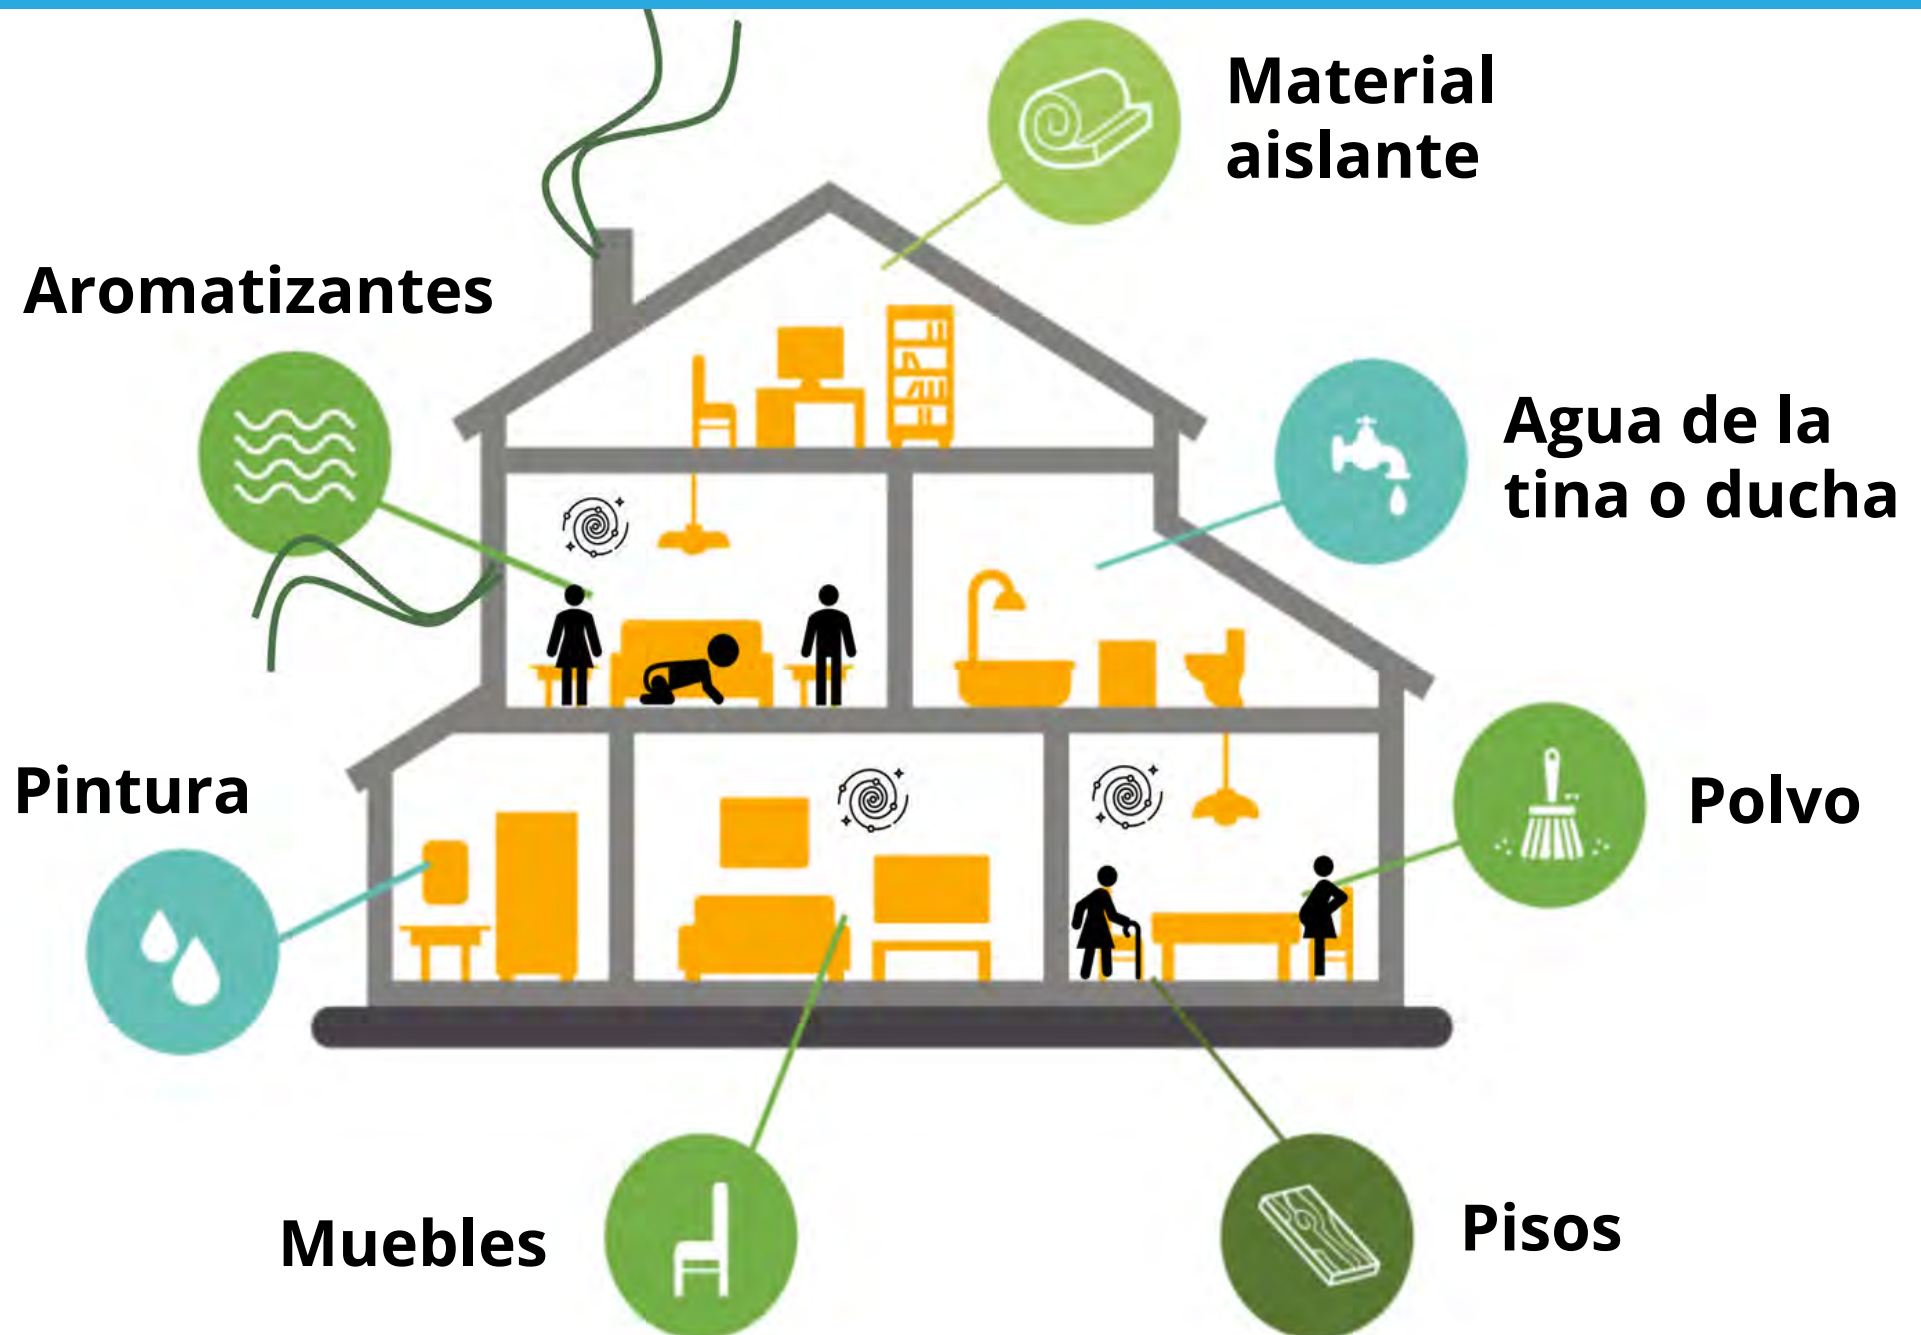 Material
aislante
Aromatizantes
Agua de la
tina o ducha
Pintura
Polvo
Muebles
Pisos